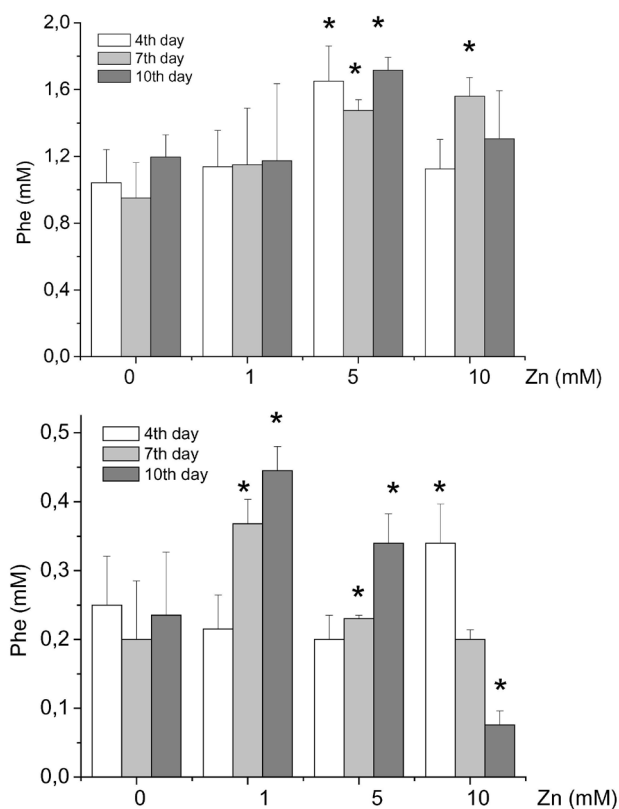 2,0
1,6
1,2
0,8
0,4
0,0
Phe (mM)
4th day
7th day
10th day
* * * *
0 1 5 10 Zn (mM)
0,5
0,4
0,3
0,2
0,1
0,0
Phe (mM)
4th day
7th day
10th day
* * * * * *
0 1 5 10 Zn (mM)